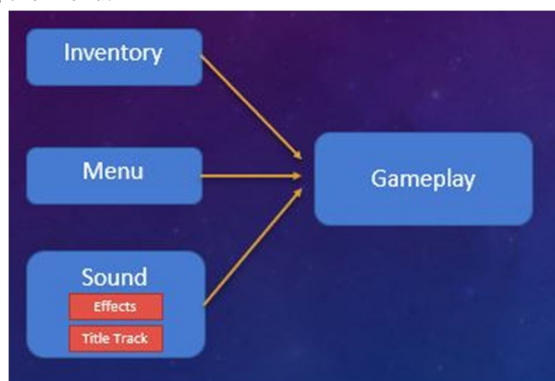 Inventory
Menu
Gameplay
Sound
Effects
Title Track